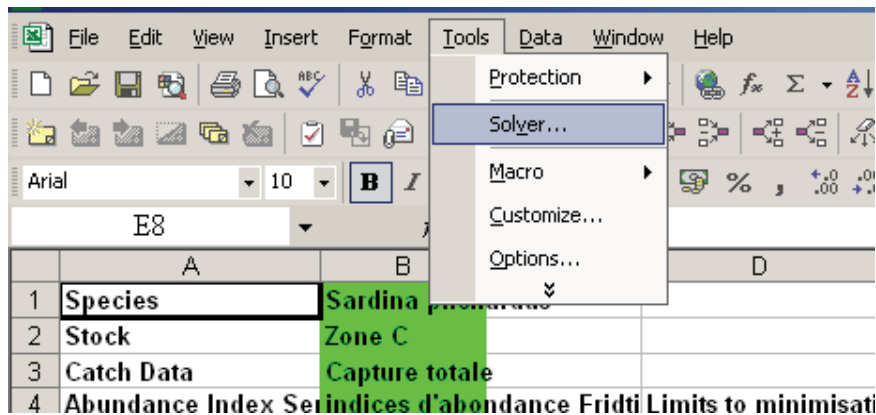 File Edit View Insert Format Tools Data Window Help
Protection
Solver...
Arial 10 B I
Macro
% , .00
Customize...
E8
Options...
A B D
1 Species Sardina
2 Stock Zone C
3 Catch Data Capture totale
4 Abundance Index Ser indices d'abondance Fridti Limits to minimisati